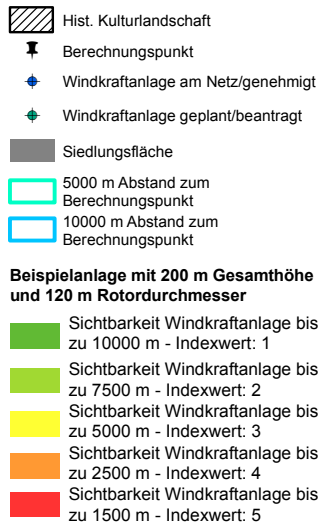 Hist. Kulturlandschaft
Berechnungspunkt
Windkraftanlage am Netz/genehmigt
Windkraftanlage geplant/beantragt
Siedlungsfläche
5000 m Abstand zum
Berechnungspunkt
10000 m Abstand zum
Berechnungspunkt
Beispielanlage mit 200 m Gesamthöhe
und 120 m Rotordurchmesser
Sichtbarkeit Windkraftanlage bis
zu 10000 m - Indexwert: 1
Sichtbarkeit Windkraftanlage bis
zu 7500 m - Indexwert: 2
Sichtbarkeit Windkraftanlage bis
zu 5000 m - Indexwert: 3
Sichtbarkeit Windkraftanlage bis
zu 2500 m - Indexwert: 4
Sichtbarkeit Windkraftanlage bis
zu 1500 m - Indexwert: 5